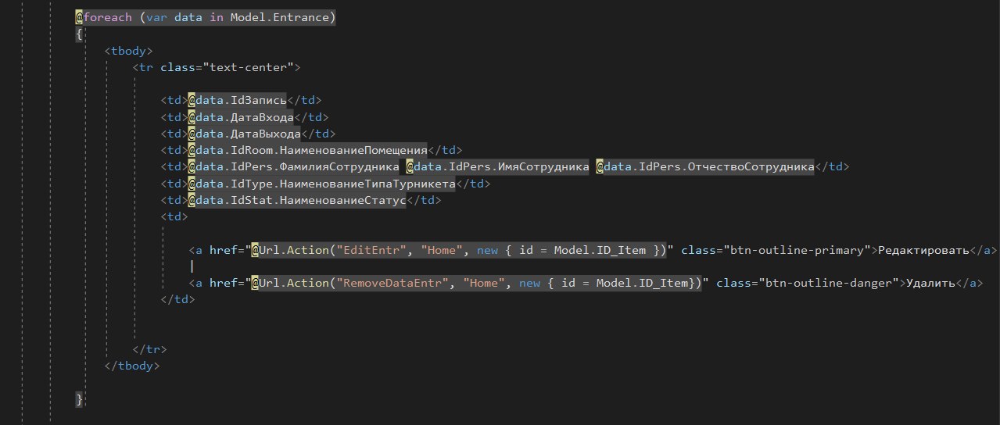 @foreach (var data in Model.Entrance)
{
<tbody>
<tr class="text-center">
<td>@data.IdЗапись</td>
<td>@data.ДатаВхода</td>
<td>@data.ДатаВыхода</td>
<td>@data.IdRoom.НаименованиеПомещения</td>
<td>@data.IdPers.ФамилияСотрудника @data.IdPers.ИмяСотрудника @data.IdPers.ОтчествоСотрудника</td>
<td>@data.IdType.НаименованиеТипаТурникета</td>
<td>@data.IdStat.НаименованиеСтатус</td>
<td>
<a href="@Url.Action("EditEntr", "Home", new { id = Model.ID_Item })" class="btn-outline-primary">Редактировать</a>
|
<a href="@Url.Action("RemoveDataEntr", "Home", new { id = Model.ID_Item})" class="btn-outline-danger">Удалить</a>
</td>
</tr>
</tbody>
}